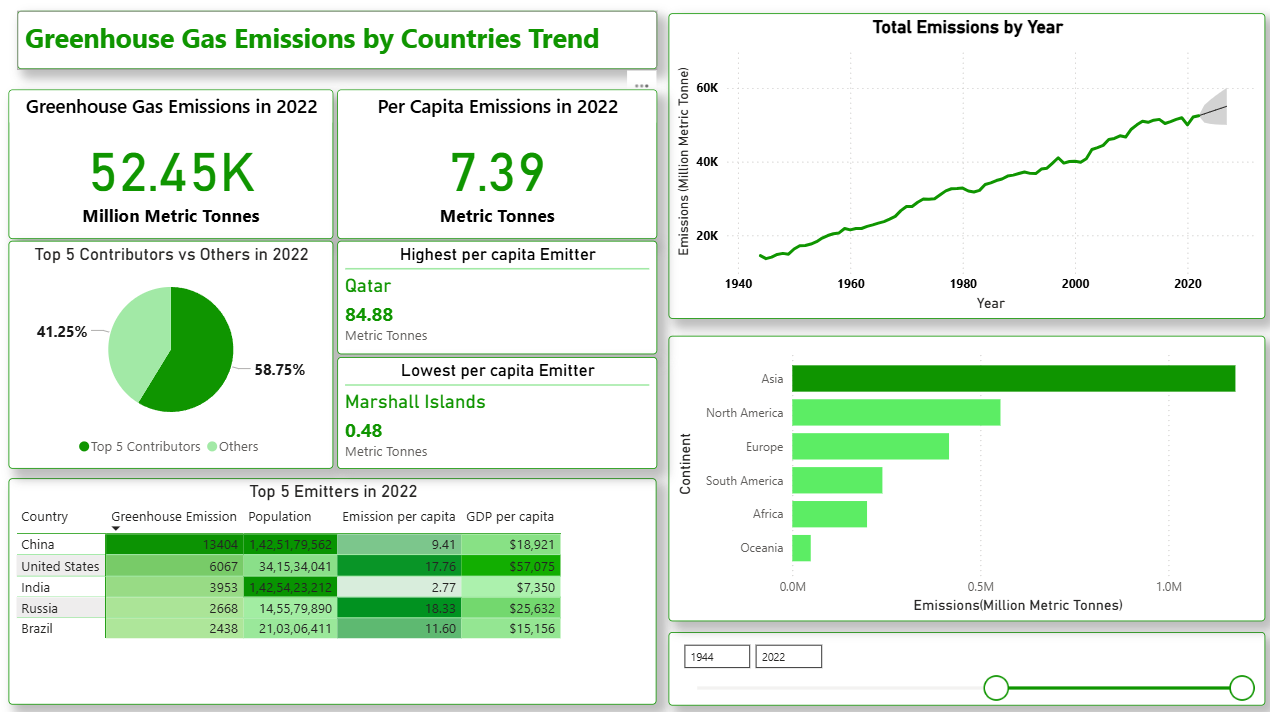 Greenhouse Gas Emissions by Countries Trend
Greenhouse Gas Emissions in 2022
52.45K
Million Metric Tonnes
Per Capita Emissions in 2022
7.39
Metric Tonnes
Top 5 Contributors vs Others in 2022
41.25%
58.75%
Top 5 Contributors Others
Highest per capita Emitter
Qatar
84.88
Metric Tonnes
Lowest per capita Emitter
Marshall Islands
0.48
Metric Tonnes
Top 5 Emitters in 2022
Country Greenhouse Emission Population Emission per capita GDP per capita
China 13404 1,42,51,79,562 9.41 $18,921
United States 6067 34,15,34,041 17.76 $57,075
India 3953 1,42,54,23,212 2.77 $7,350
Russia 2668 14,55,79,890 18.33 $25,632
Brazil 2438 21,03,06,411 11.60 $15,156
Total Emissions by Year
Emissions (Million Metric Tonne)
60K
40K
20K
1940 1960 1980 2000 2020
Year
Continent
Asia
North America
Europe
South America
Africa
Oceania
0.0M 0.5M 1.0M
Emissions(Million Metric Tonnes)
1944 2022